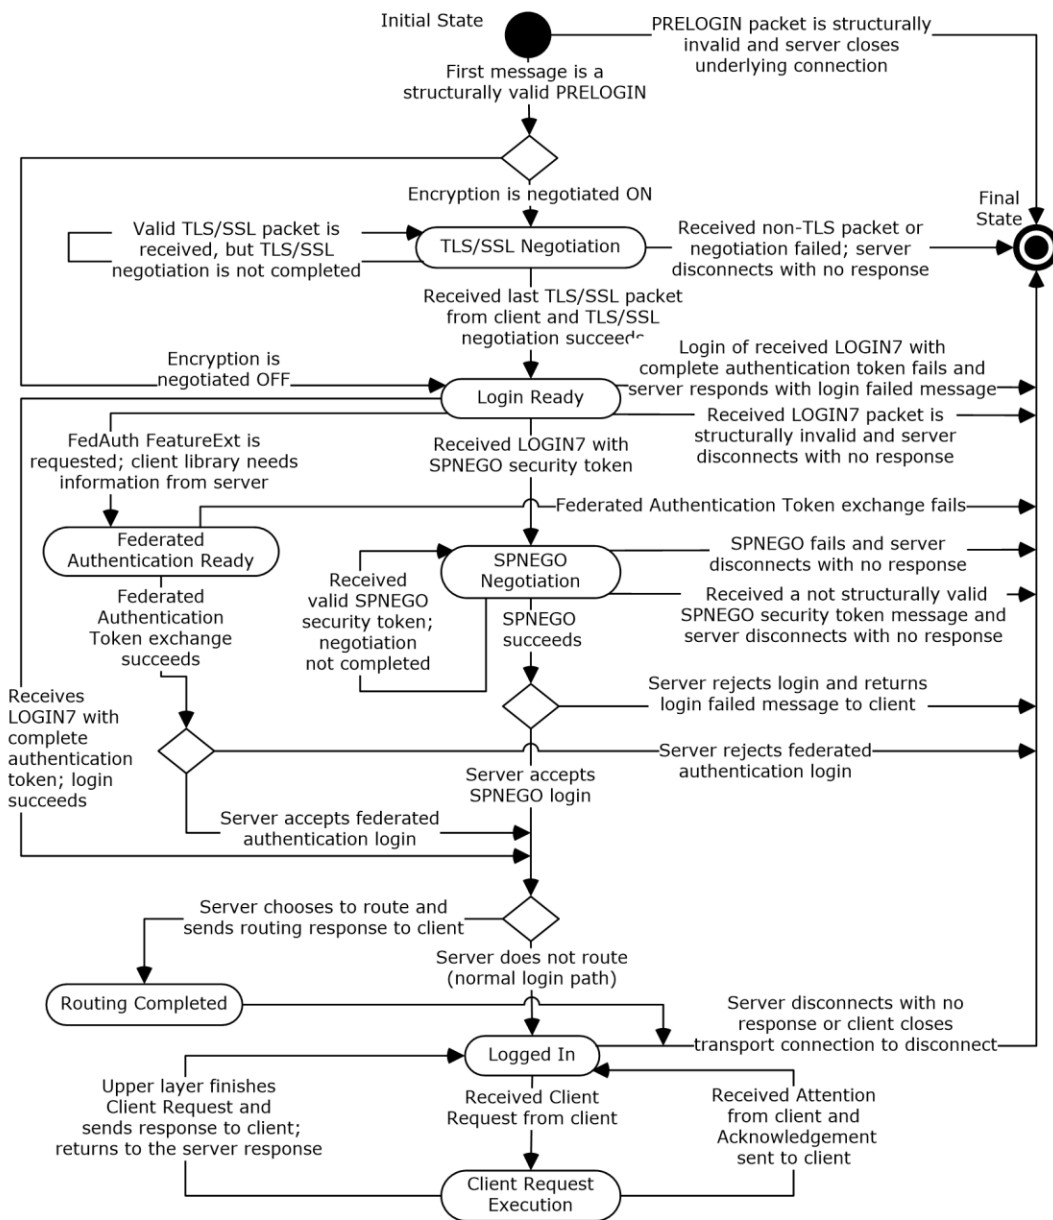 Initial State
PRELOGIN packet is structurally
invalid and server closes
underlying connection
First message is a
structurally valid PRELOGIN
Encryption is negotiated ON
Final
State
Valid TLS/SSL packet is
received, but TLS/SSL
negotiation is not completed
TLS/SSL Negotiation
Received non-TLS packet or
negotiation failed; server
disconnects with no response
Received last TLS/SSL packet
from client and TLS/SSL
negotiation succeeds
Encryption is
negotiated OFF
Login of received LOGIN7 with
complete authentication token fails and
server responds with login failed message
Login Ready
Received LOGIN7 packet is
structurally invalid and server
disconnects with no response
FedAuth FeatureExt is
requested; client library needs
information from server
Received LOGIN7 with
SPNEGO security token
Federated Authentication Token exchange fails
Federated
Authentication Ready
SPNEGO
Negotiation
SPNEGO fails and server
disconnects with no response
Received
valid SPNEGO
security token;
negotiation
not completed
Received a not structurally valid
SPNEGO security token message and
server disconnects with no response
Federated
Authentication
Token exchange
succeeds
SPNEGO
succeeds
Server rejects login and returns
login failed message to client
Receives
LOGIN7 with
complete
authentication
token; login
succeeds
Server rejects federated
authentication login
Server accepts
SPNEGO login
Server accepts federated
authentication login
Server chooses to route and
sends routing response to client
Server does not route
(normal login path)
Routing Completed
Server disconnects with no
response or client closes
transport connection to disconnect
Logged In
Upper layer finishes
Client Request and
sends response to client;
returns to the server response
Received Client
Request from client
Received Attention
from client and
Acknowledgement
sent to client
Client Request
Execution